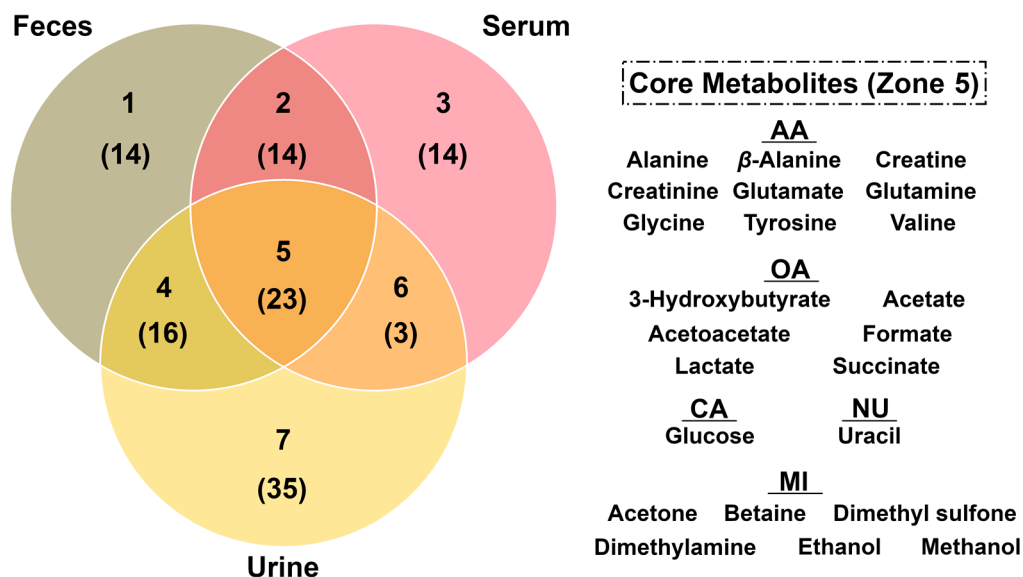 Feces
Serum
1
(14)
2
(14)
3
(14)
4
(16)
5
(23)
6
(3)
7
(35)
Urine
Core Metabolites (Zone 5)
AA
Alanine β-Alanine Creatine
Creatinine Glutamate Glutamine
Glycine Tyrosine Valine
OA
3-Hydroxybutyrate Acetate
Acetoacetate Formate
Lactate Succinate
CA NU
Glucose Uracil
MI
Acetone Betaine Dimethyl sulfone
Dimethylamine Ethanol Methanol